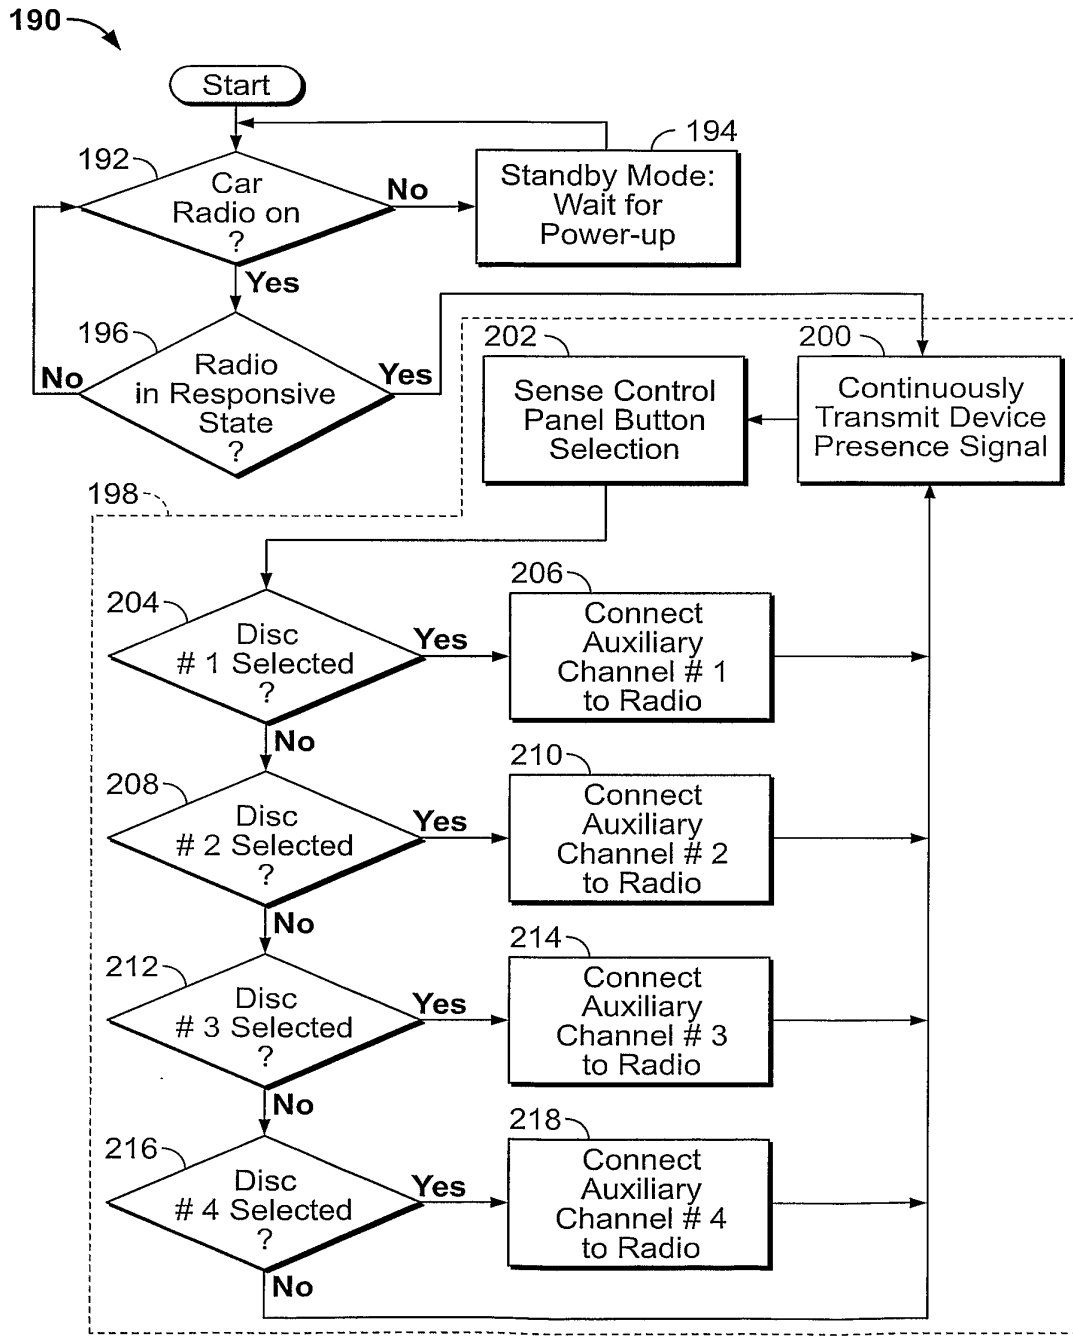 190
Start
192
Car
Radio on
?
No
194
Standby Mode:
Wait for
Power-up
Yes
196
Radio
in Responsive
State
?
No
Yes
202
Sense Control
Panel Button
Selection
200
Continuously
Transmit Device
Presence Signal
198
204
Disc
# 1 Selected
?
Yes
206
Connect
Auxiliary
Channel # 1
to Radio
No
208
Disc
# 2 Selected
?
Yes
210
Connect
Auxiliary
Channel # 2
to Radio
No
212
Disc
# 3 Selected
?
Yes
214
Connect
Auxiliary
Channel # 3
to Radio
No
216
Disc
# 4 Selected
?
Yes
218
Connect
Auxiliary
Channel # 4
to Radio
No